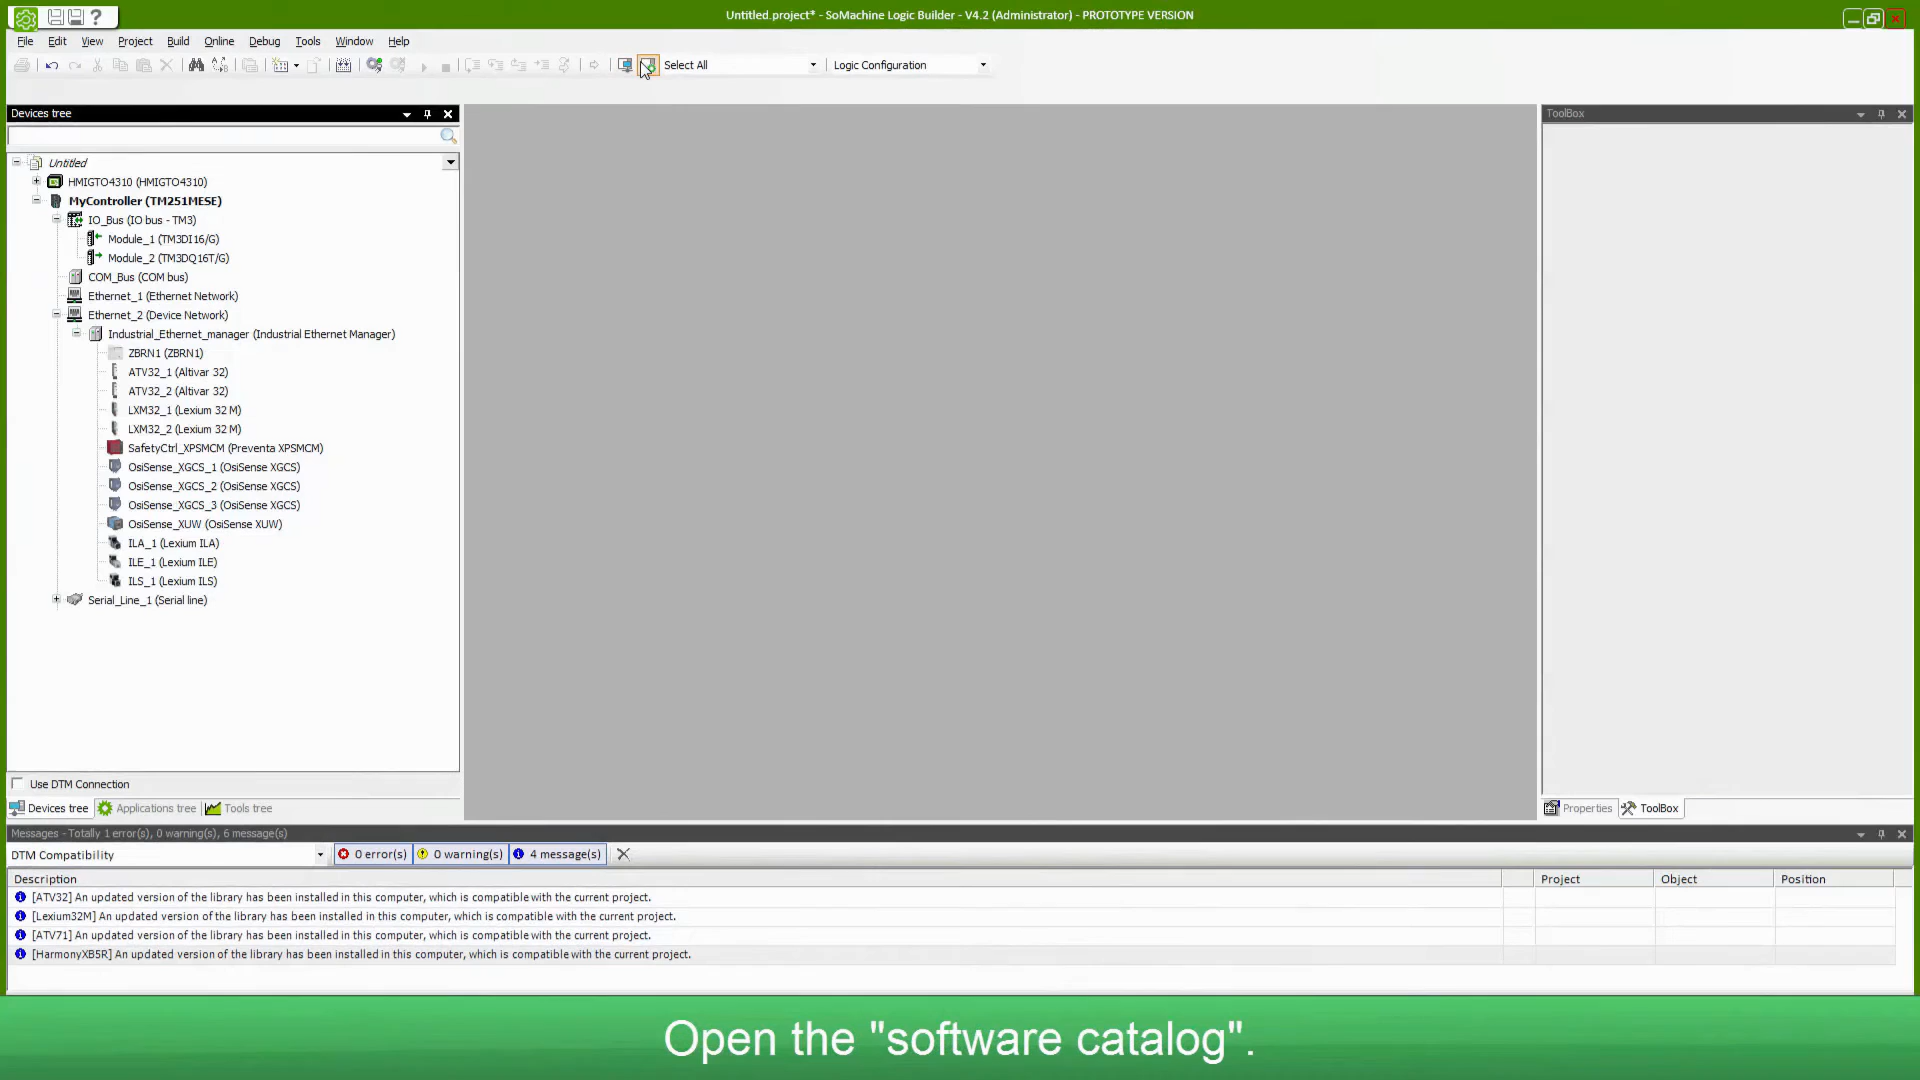 Untitled.project* - SoMachine Logic Builder - V4.2 (Administrator) - PROTOTYPE VERSION
File Edit View Project Build Online Debug Tools Window Help
Select All Logic Configuration
Devices tree
Untitled
HMIGTO4310 (HMIGTO4310)
MyController (TM251MESE)
IO_Bus (IO bus - TM3)
Module_1 (TM3DI16/G)
Module_2 (TM3DQ16T/G)
COM_Bus (COM bus)
Ethernet_1 (Ethernet Network)
Ethernet_2 (Device Network)
Industrial_Ethernet_manager (Industrial Ethernet Manager)
ZBRN1 (ZBRN1)
ATV32_1 (Altivar 32)
ATV32_2 (Altivar 32)
LXM32_1 (Lexium 32 M)
LXM32_2 (Lexium 32 M)
SafetyCtrl_XPSMCM (Preventa XPSMCM)
OsiSense_XGCS_1 (OsiSense XGCS)
OsiSense_XGCS_2 (OsiSense XGCS)
OsiSense_XGCS_3 (OsiSense XGCS)
OsiSense_XUW (OsiSense XUW)
ILA_1 (Lexium ILA)
ILE_1 (Lexium ILE)
ILS_1 (Lexium ILS)
Serial_Line_1 (Serial line)
Use DTM Connection
Devices tree Applications tree Tools tree
ToolBox
Properties ToolBox
Messages - Totally 1 error(s), 0 warning(s), 6 message(s)
DTM Compatibility 0 error(s) 0 warning(s) 4 message(s)
Description Project Object Position
[ATV32] An updated version of the library has been installed in this computer, which is compatible with the current project.
[Lexium32M] An updated version of the library has been installed in this computer, which is compatible with the current project.
[ATV71] An updated version of the library has been installed in this computer, which is compatible with the current project.
[HarmonyXB5R] An updated version of the library has been installed in this computer, which is compatible with the current project.
Open the "software catalog".